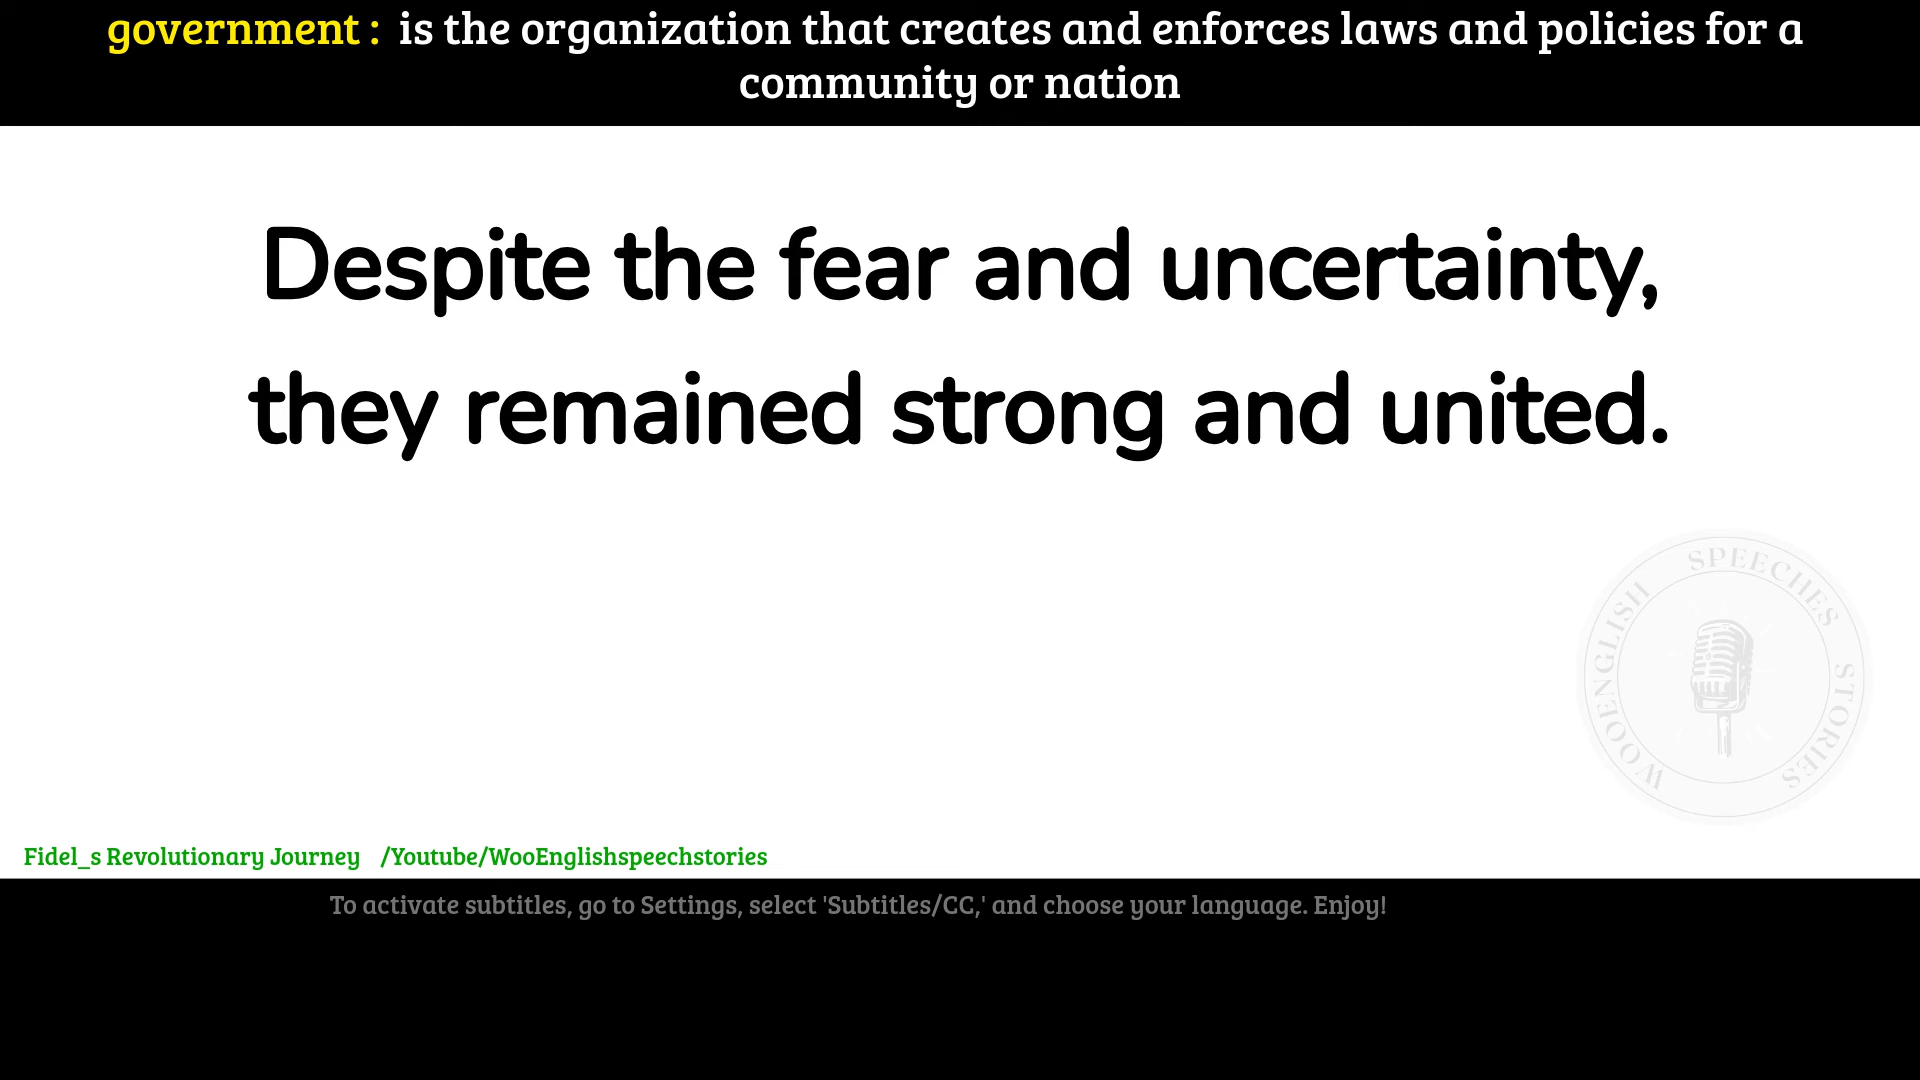 government : is the organization that creates and enforces laws and policies for a
community or nation
Despite the fear and uncertainty,
they remained strong and united.
WOOENGLISH SPEECHES STORIES
Fidel_s Revolutionary Journey /Youtube/WooEnglishspeechstories
To activate subtitles, go to Settings, select 'Subtitles/CC,' and choose your language. Enjoy!